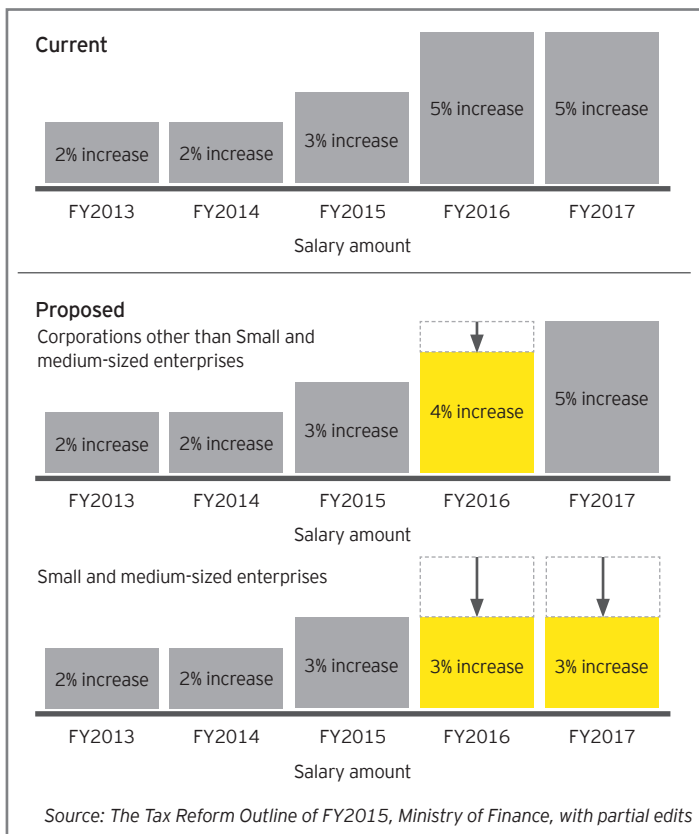 Current
2% increase
2% increase
3% increase
5% increase
5% increase
FY2013 FY2014 FY2015 FY2016 FY2017
Salary amount
Proposed
Corporations other than Small and
medium-sized enterprises
2% increase
2% increase
3% increase
4% increase
5% increase
FY2013 FY2014 FY2015 FY2016 FY2017
Salary amount
Small and medium-sized enterprises
2% increase
2% increase
3% increase
3% increase
3% increase
FY2013 FY2014 FY2015 FY2016 FY2017
Salary amount
Source: The Tax Reform Outline of FY2015, Ministry of Finance, with partial edits